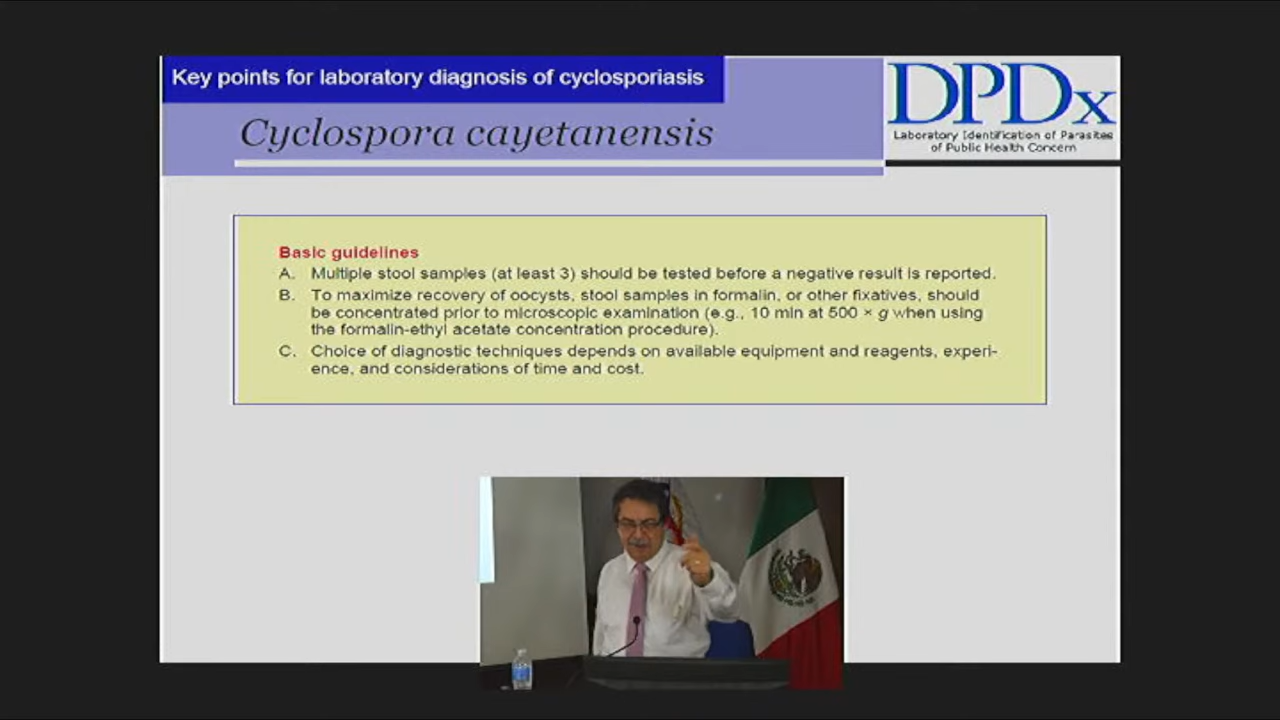 Key points for laboratory diagnosis of cyclosporiasis
Cyclospora cayetanensis
DPDx
Laboratory Identification of Parasites
of Public Health Concern
Basic guidelines
A. Multiple stool samples (at least 3) should be tested before a negative result is reported.
B. To maximize recovery of oocysts, stool samples in formalin, or other fixatives, should
be concentrated prior to microscopic examination (e.g., 10 min at 500 × g when using
the formalin-ethyl acetate concentration procedure).
C. Choice of diagnostic techniques depends on available equipment and reagents, experi-
ence, and considerations of time and cost.